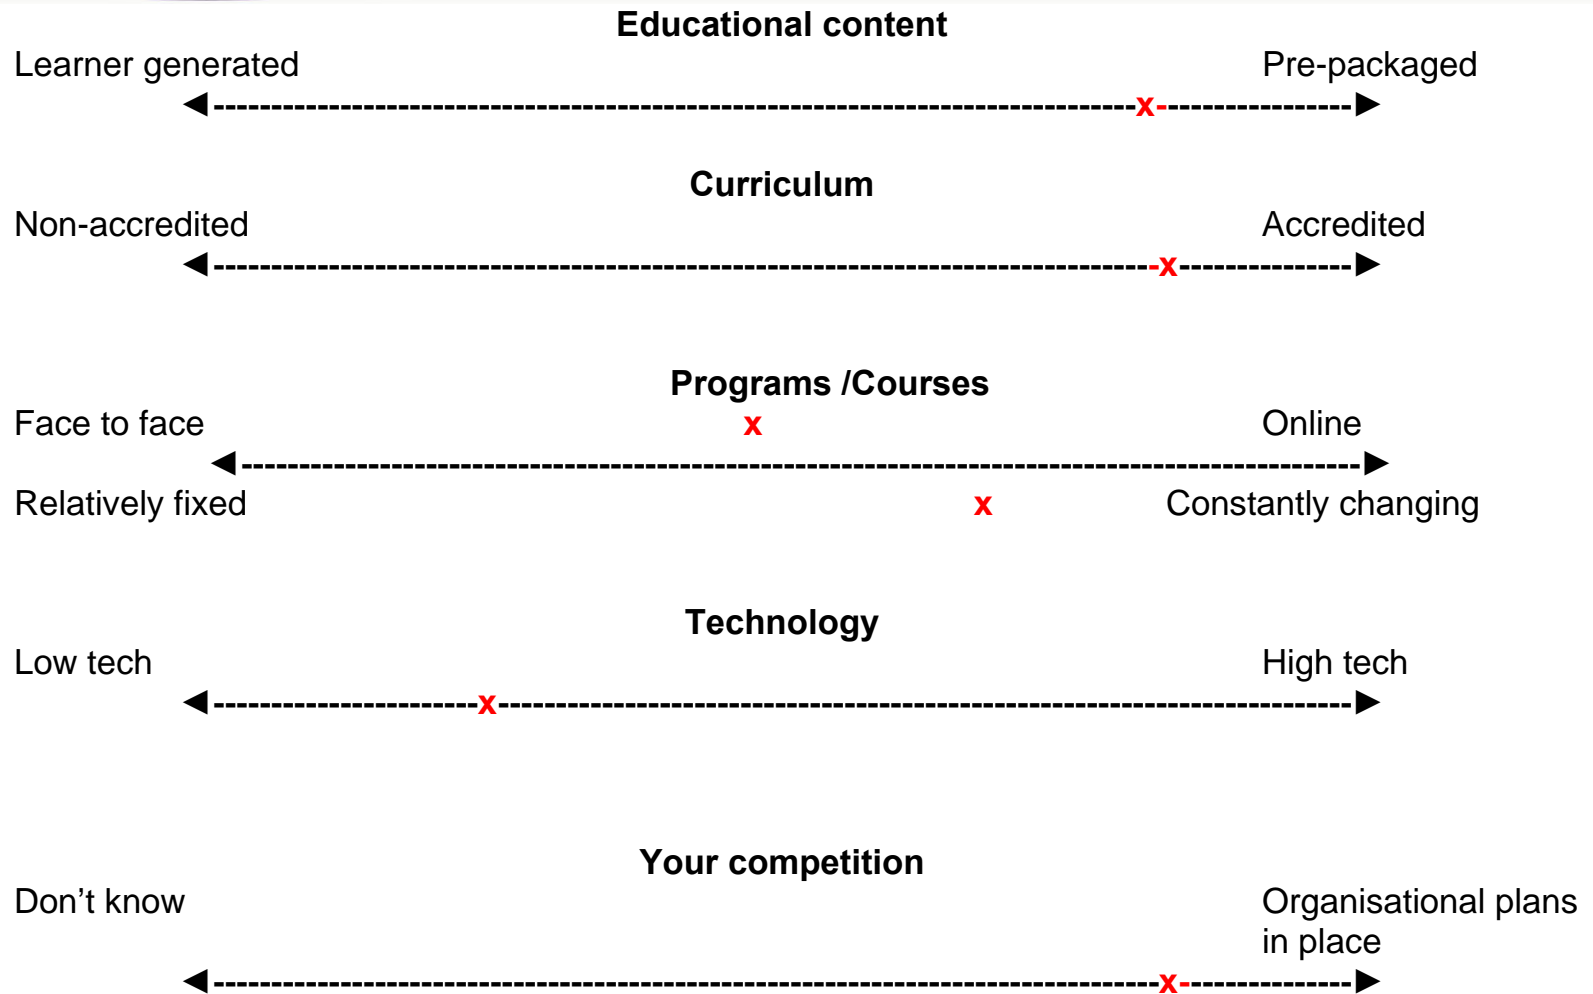 Educational content
Learner generated Pre-packaged
◄--------------------------------------------------------------------------------x-----------------►
Curriculum
Non-accredited Accredited
◄----------------------------------------------------------------------------------x---------------►
Programs /Courses
Face to face x Online
◄--------------------------------------------------------------------------------------------------►
Relatively fixed x Constantly changing
Technology
Low tech High tech
◄-----------------------x--------------------------------------------------------------------------►
Your competition
Don’t know Organisational plans
in place
◄----------------------------------------------------------------------------------x---------------►